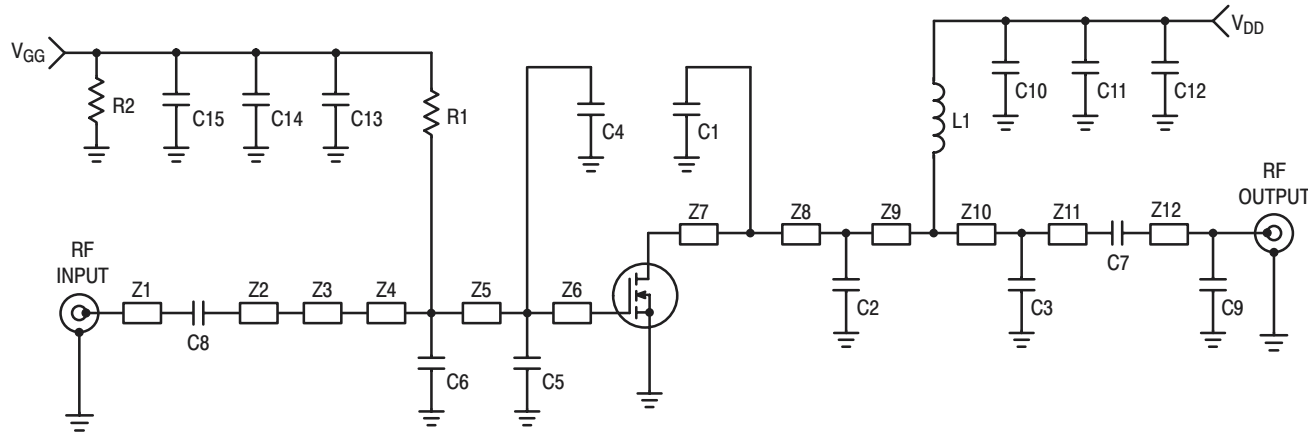 VGG
R2
C15
C14
C13
R1
C4
C1
L1
C10
C11
C12
VDD
RF
INPUT
Z1
C8
Z2
Z3
Z4
Z5
Z6
C6
C5
Z7
Z8
Z9
Z10
Z11
C7
Z12
C2
C3
C9
RF
OUTPUT